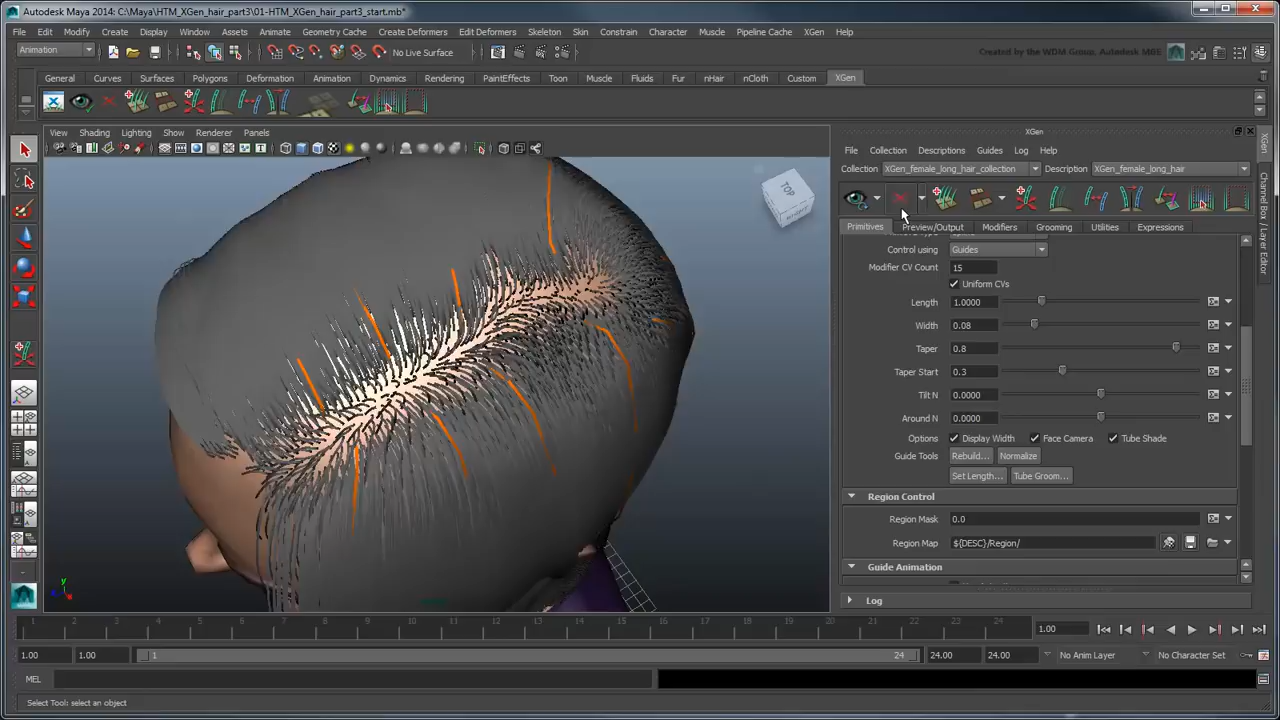 Autodesk Maya 2014: C:\Maya\HTM_XGen_hair_part3\01-HTM_XGen_hair_part3_start.mb*
File Edit Modify Create Display Window Assets Animate Geometry Cache Create Deformers Edit Deformers Skeleton Skin Constrain Character Muscle Pipeline Cache XGen Help
Animation No Live Surface Created by the WDM Group, Autodesk M&E
General Curves Surfaces Polygons Deformation Animation Dynamics Rendering PaintEffects Toon Muscle Fluids Fur nHair nCloth Custom XGen
View Shading Lighting Show Renderer Panels
TOP
XGen
File Collection Descriptions Guides Log Help
Collection XGen_female_long_hair_collection Description XGen_female_long_hair
Primitives Preview/Output Modifiers Grooming Utilities Expressions
Control using Guides
Modifier CV Count 15
Uniform CVs
Length 1.0000
Width 0.08
Taper 0.8
Taper Start 0.3
Tilt N 0.0000
Around N 0.0000
Options Display Width Face Camera Tube Shade
Guide Tools Rebuild... Normalize
Set Length... Tube Groom...
Region Control
Region Mask 0.0
Region Map ${DESC}/Region/
Guide Animation
Log
XGen
Channel Box / Layer Editor
y
1 2 3 4 5 6 7 8 9 10 11 12 13 14 15 16 17 18 19 20 21 22 23 24 1.00
1.00 1.00 1 24 24.00 24.00 No Anim Layer No Character Set
MEL
Select Tool: select an object